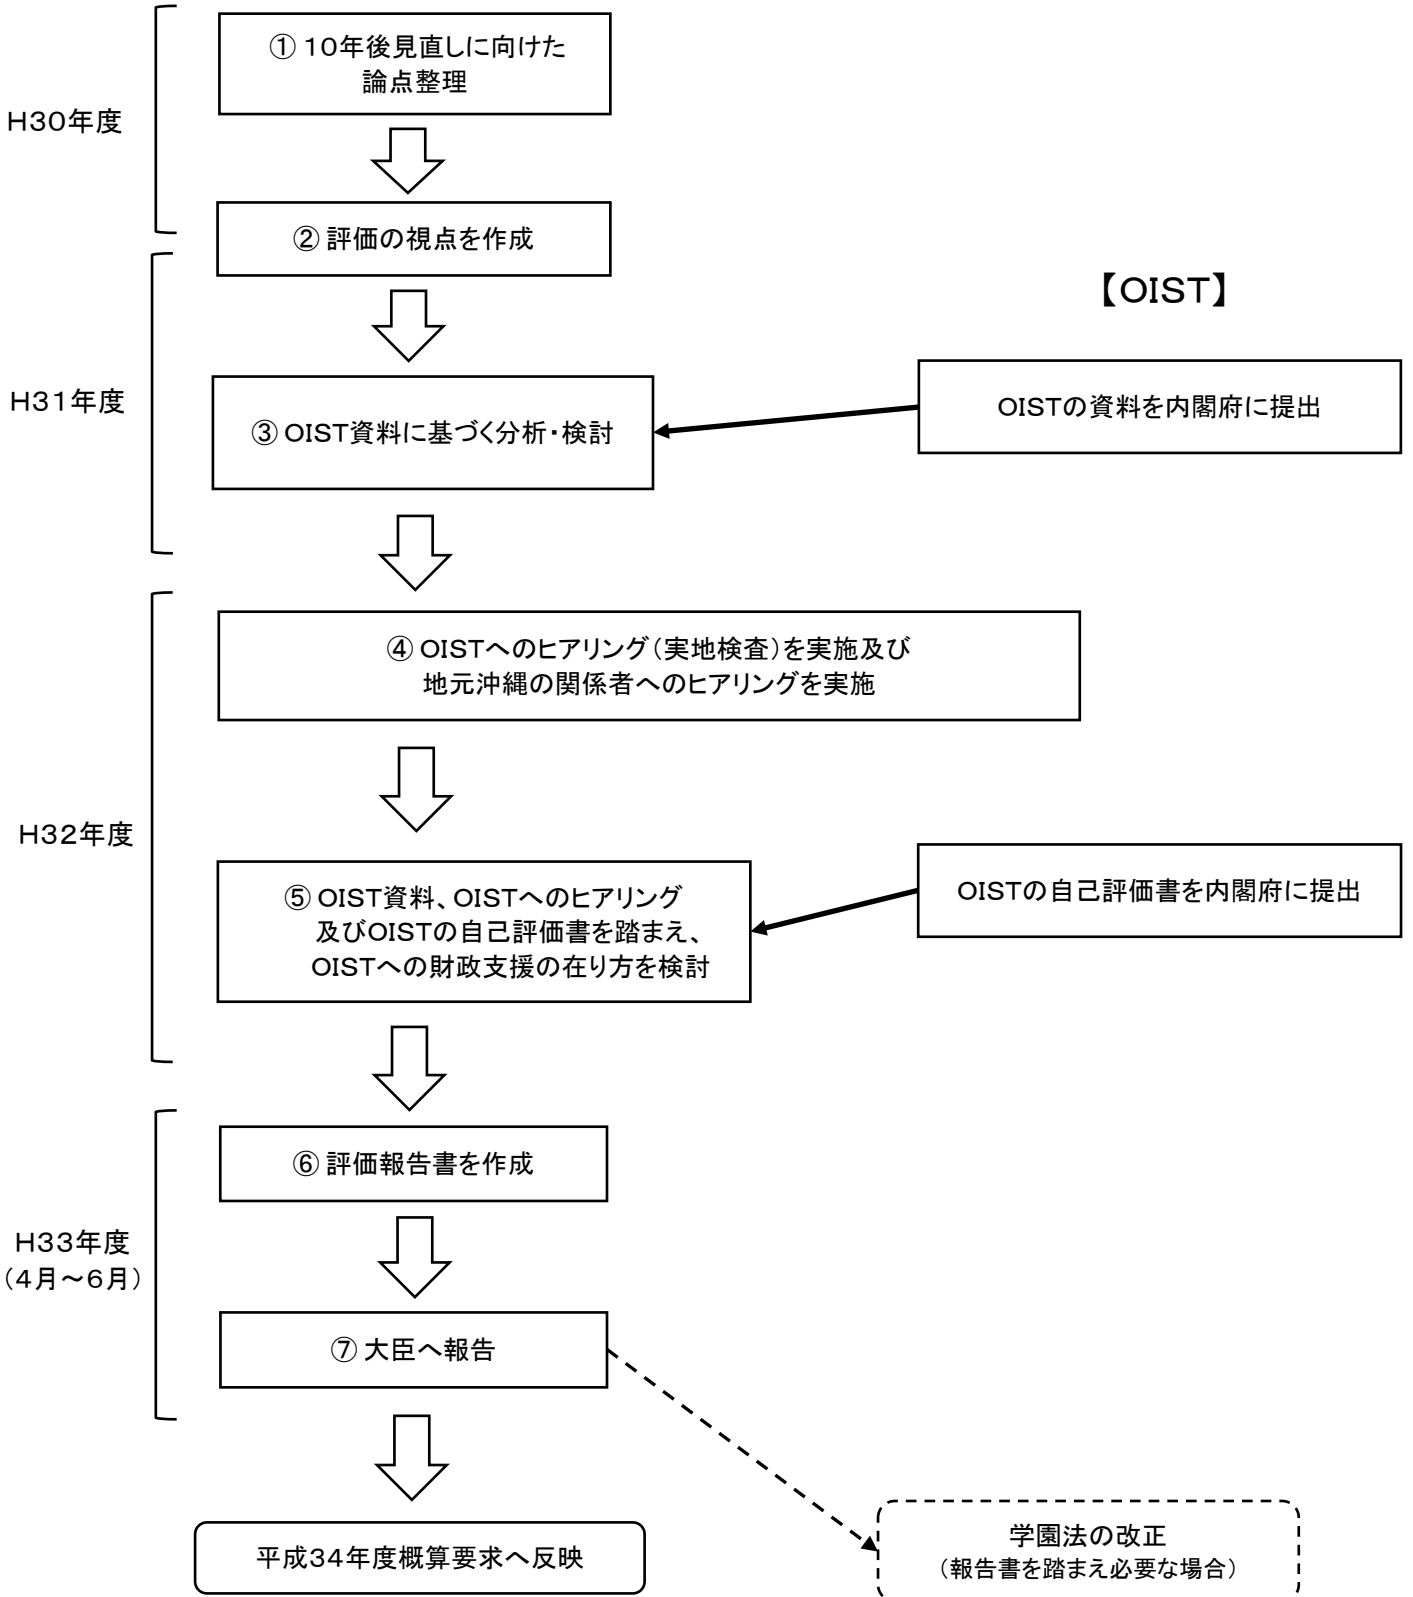 H30年度
① 10年後見直しに向けた
論点整理
② 評価の視点を作成
【OIST】
H31年度
③ OIST資料に基づく分析・検討
OISTの資料を内閣府に提出
④ OISTへのヒアリング(実地検査)を実施及び
地元沖縄の関係者へのヒアリングを実施
H32年度
⑤ OIST資料、OISTへのヒアリング
及びOISTの自己評価書を踏まえ、
OISTへの財政支援の在り方を検討
OISTの自己評価書を内閣府に提出
⑥ 評価報告書を作成
H33年度
(4月~6月)
⑦ 大臣へ報告
平成34年度概算要求へ反映
学園法の改正
(報告書を踏まえ必要な場合)